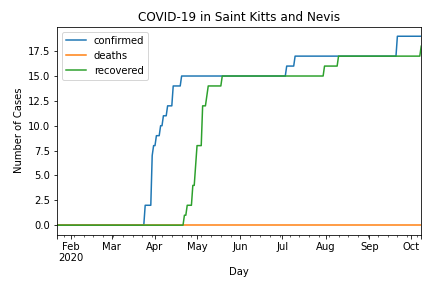 COVID-19 in Saint Kitts and Nevis
confirmed
deaths
recovered
Number of Cases
17.5
15.0
12.5
10.0
7.5
5.0
2.5
0.0
Feb Mar Apr May Jun Jul Aug Sep Oct
2020
Day